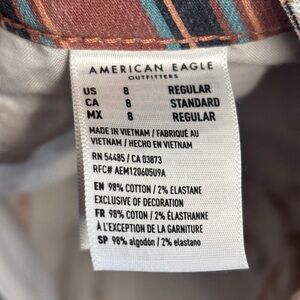 AMERICAN EAGLE
OUTFITTERS
US 8 REGULAR
CA 8 STANDARD
MX 8 REGULAR
MADE IN VIETNAM / FABRIQUÉ AU
VIETNAM / HECHO EN VIETNAM
RN 54485 / CA 03873
RFC# AEM120605U9A
EN 98% COTTON / 2% ELASTANE
EXCLUSIVE OF DECORATION
FR 98% COTON / 2% ÉLASTHANNE
À L'EXCEPTION DE LA GARNITURE
SP 98% algodón / 2% elastano